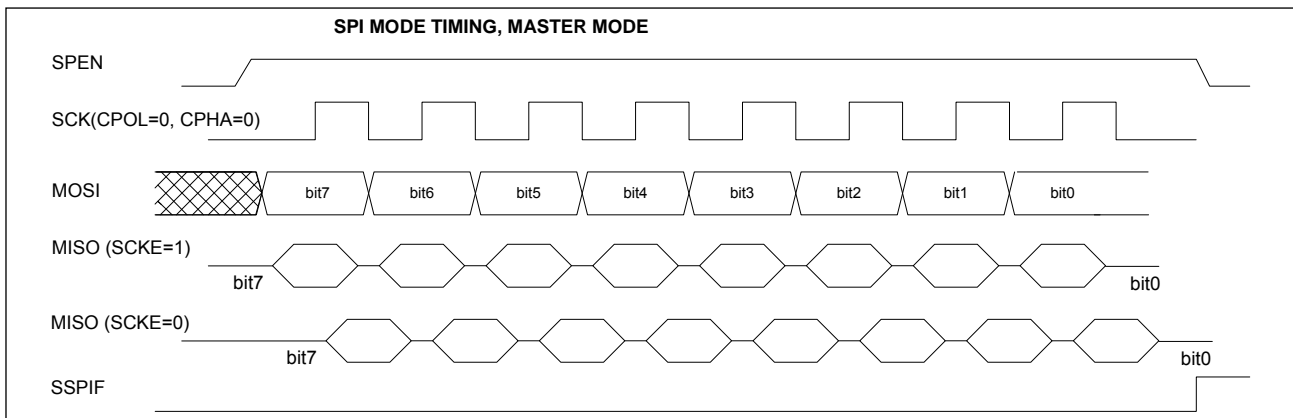 SPI MODE TIMING, MASTER MODE
SPEN
SCK(CPOL=0, CPHA=0)
MOSI
bit7 bit6 bit5 bit4 bit3 bit2 bit1 bit0
MISO (SCKE=1)
bit7 bit0
MISO (SCKE=0)
bit7 bit0
SSPIF